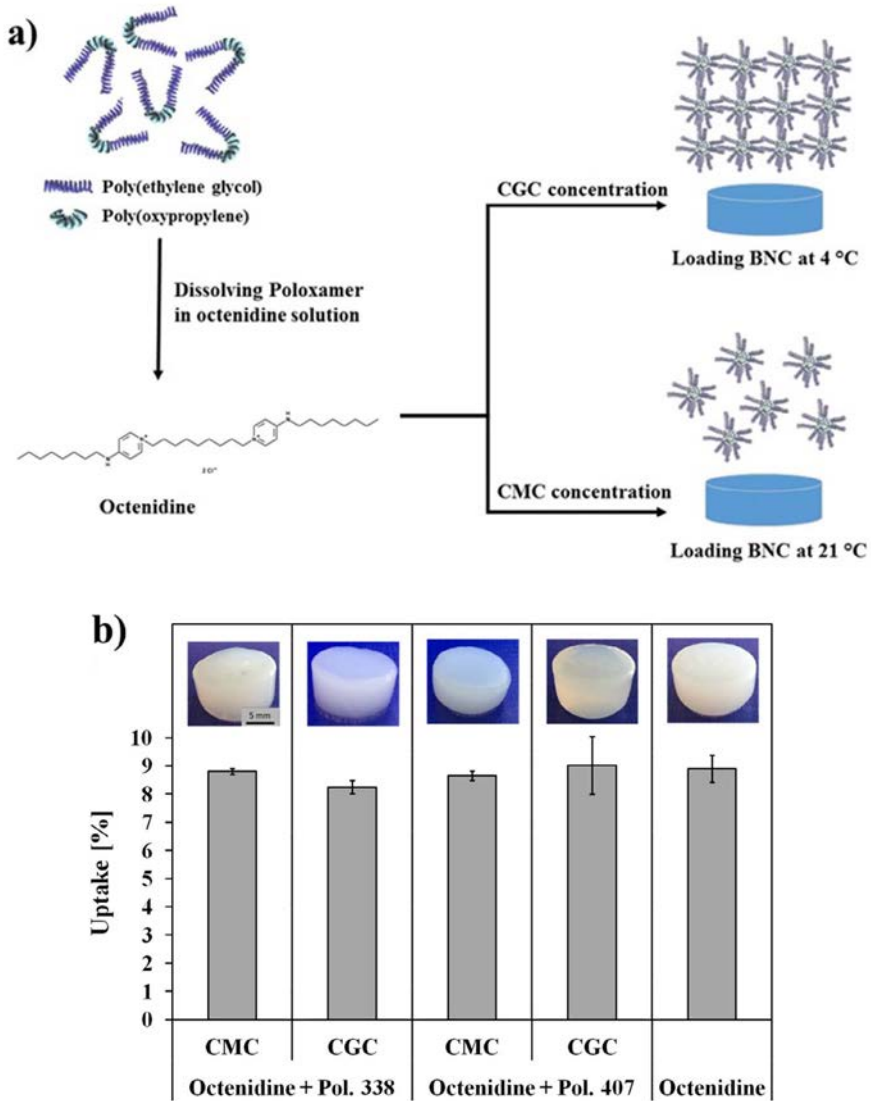 a)
Poly(ethylene glycol)
Poly(oxypropylene)
Dissolving Poloxamer
in octenidine solution
Octenidine
CGC concentration
Loading BNC at 4 °C
CMC concentration
Loading BNC at 21 °C
b)
5 mm
Uptake [%]
10
9
8
7
6
5
4
3
2
1
0
CMC CGC CMC CGC
Octenidine + Pol. 338 Octenidine + Pol. 407 Octenidine